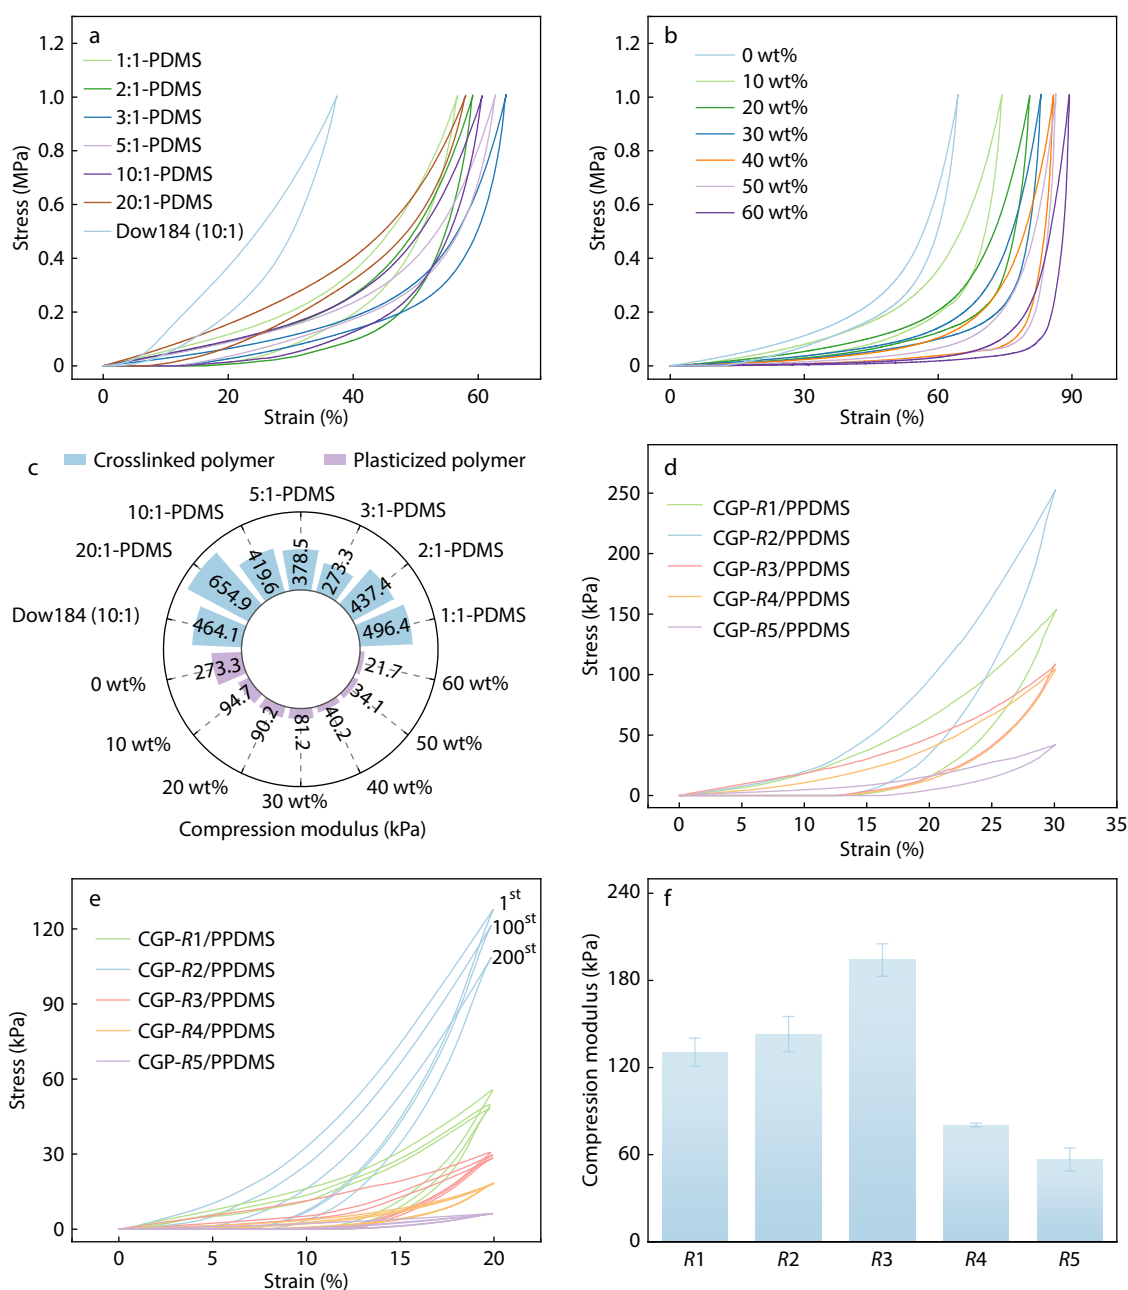 a
1:1-PDMS
2:1-PDMS
3:1-PDMS
5:1-PDMS
10:1-PDMS
20:1-PDMS
Dow184 (10:1)
Stress (MPa)
1.2
1.0
0.8
0.6
0.4
0.2
0
0 20 40 60
Strain (%)
b
0 wt%
10 wt%
20 wt%
30 wt%
40 wt%
50 wt%
60 wt%
Stress (MPa)
1.2
1.0
0.8
0.6
0.4
0.2
0
0 30 60 90
Strain (%)
c
Crosslinked polymer Plasticized polymer
5:1-PDMS
10:1-PDMS 3:1-PDMS
20:1-PDMS 2:1-PDMS
Dow184 (10:1) 1:1-PDMS
0 wt% 60 wt%
10 wt% 50 wt%
20 wt% 40 wt%
30 wt%
464.1
654.9
419.6
378.5
273.3
437.4
496.4
273.3
94.7
90.2
81.2
40.2
34.1
21.7
Compression modulus (kPa)
d
CGP-R1/PPDMS
CGP-R2/PPDMS
CGP-R3/PPDMS
CGP-R4/PPDMS
CGP-R5/PPDMS
Stress (kPa)
250
200
150
100
50
0
0 5 10 15 20 25 30 35
Strain (%)
e
CGP-R1/PPDMS
CGP-R2/PPDMS
CGP-R3/PPDMS
CGP-R4/PPDMS
CGP-R5/PPDMS
1st
100st
200st
Stress (kPa)
120
90
60
30
0
0 5 10 15 20
Strain (%)
f
Compression modulus (kPa)
240
180
120
60
0
R1 R2 R3 R4 R5